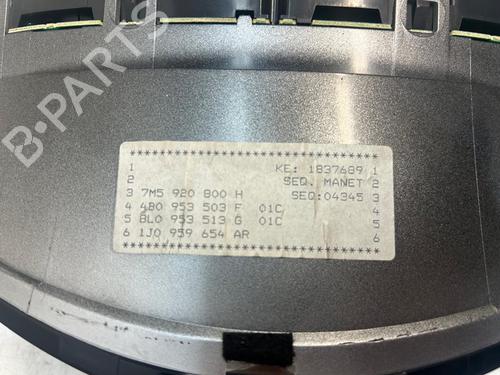 B-PARTS
********************************
1 KE: 1837689 1
2 SEQ. MANET 2
3 7M5 920 800 H SEQ:04345 3
4 4B0 953 503 F 01C 4
5 8L0 953 513 G 01C 5
6 1J0 959 654 AR 6
********************************